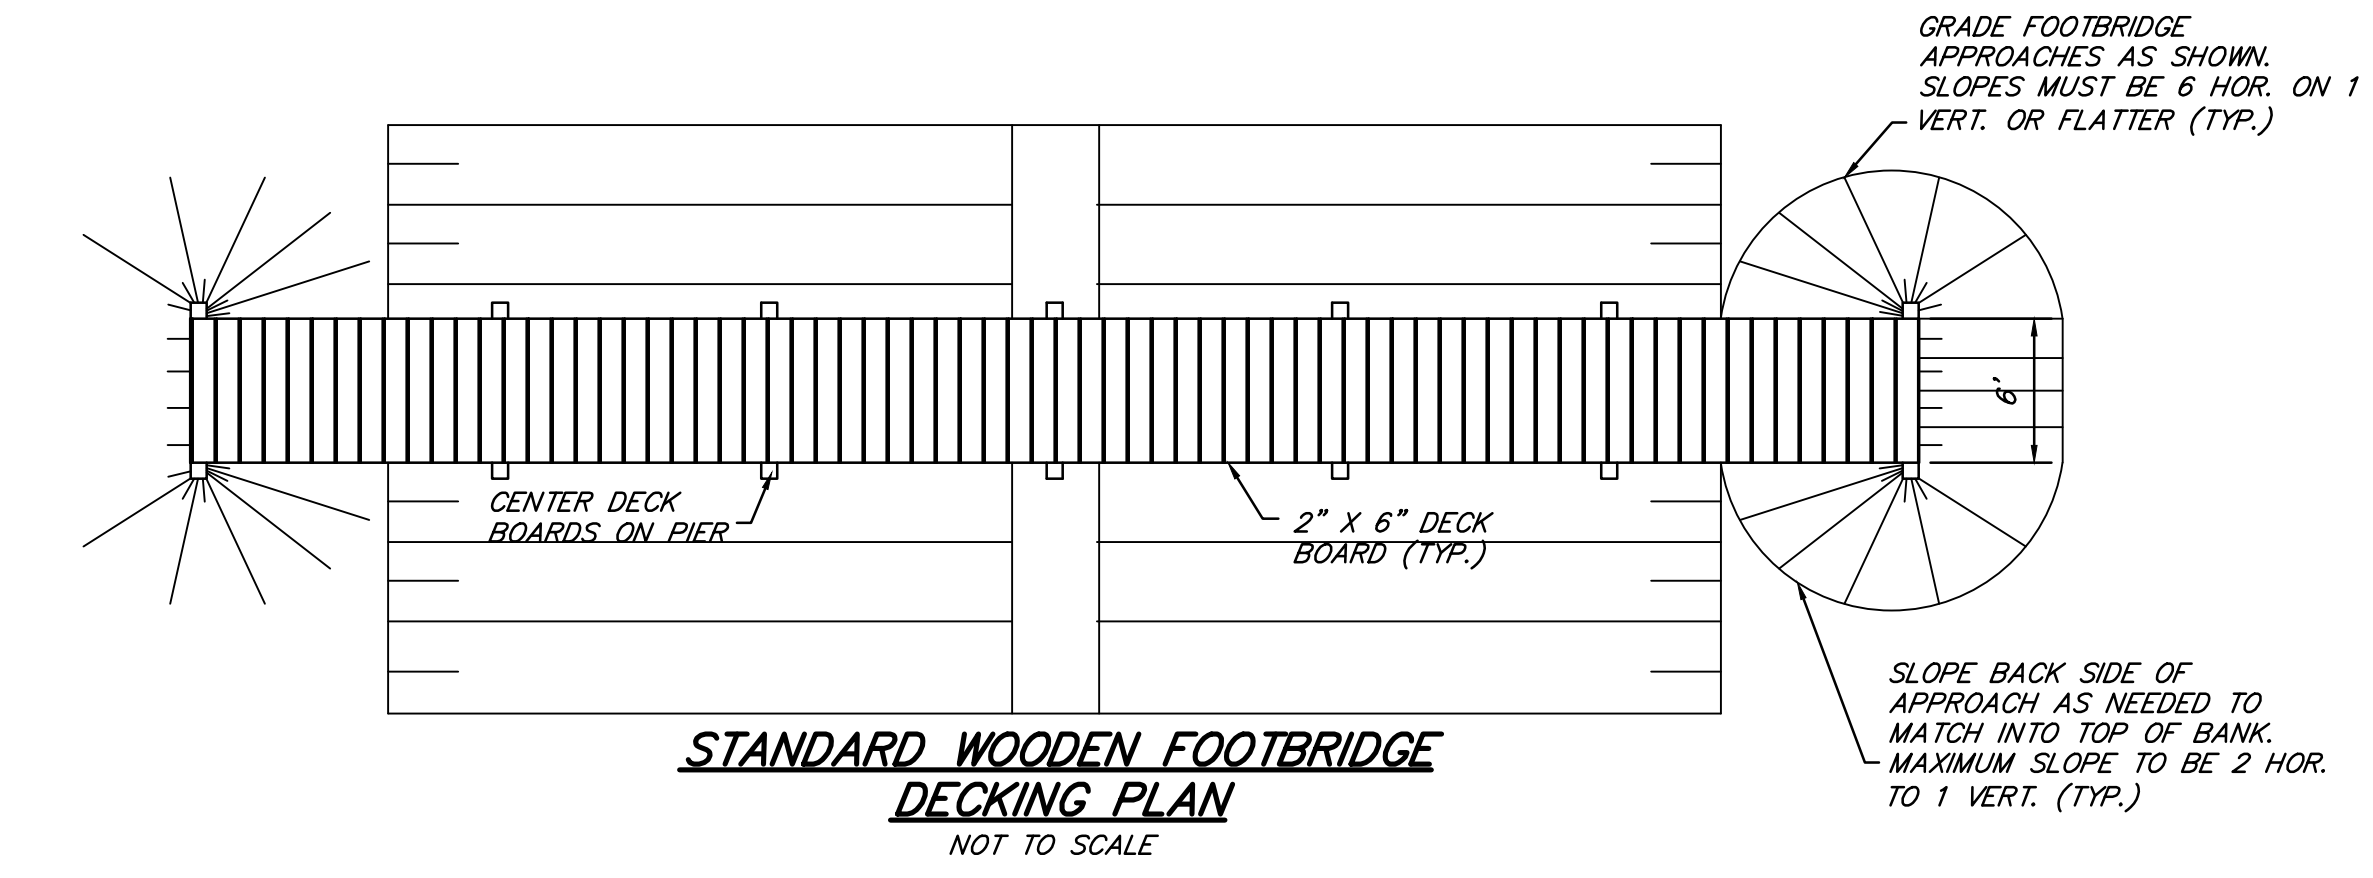 GRADE FOOTBRIDGE
APPROACHES AS SHOWN.
SLOPES MUST BE 6 HOR. ON 1
VERT. OR FLATTER (TYP.)
6'
CENTER DECK
BOARDS ON PIER
2" X 6" DECK
BOARD (TYP.)
SLOPE BACK SIDE OF
APPROACH AS NEEDED TO
MATCH INTO TOP OF BANK.
MAXIMUM SLOPE TO BE 2 HOR.
TO 1 VERT. (TYP.)
STANDARD WOODEN FOOTBRIDGE
DECKING PLAN
NOT TO SCALE